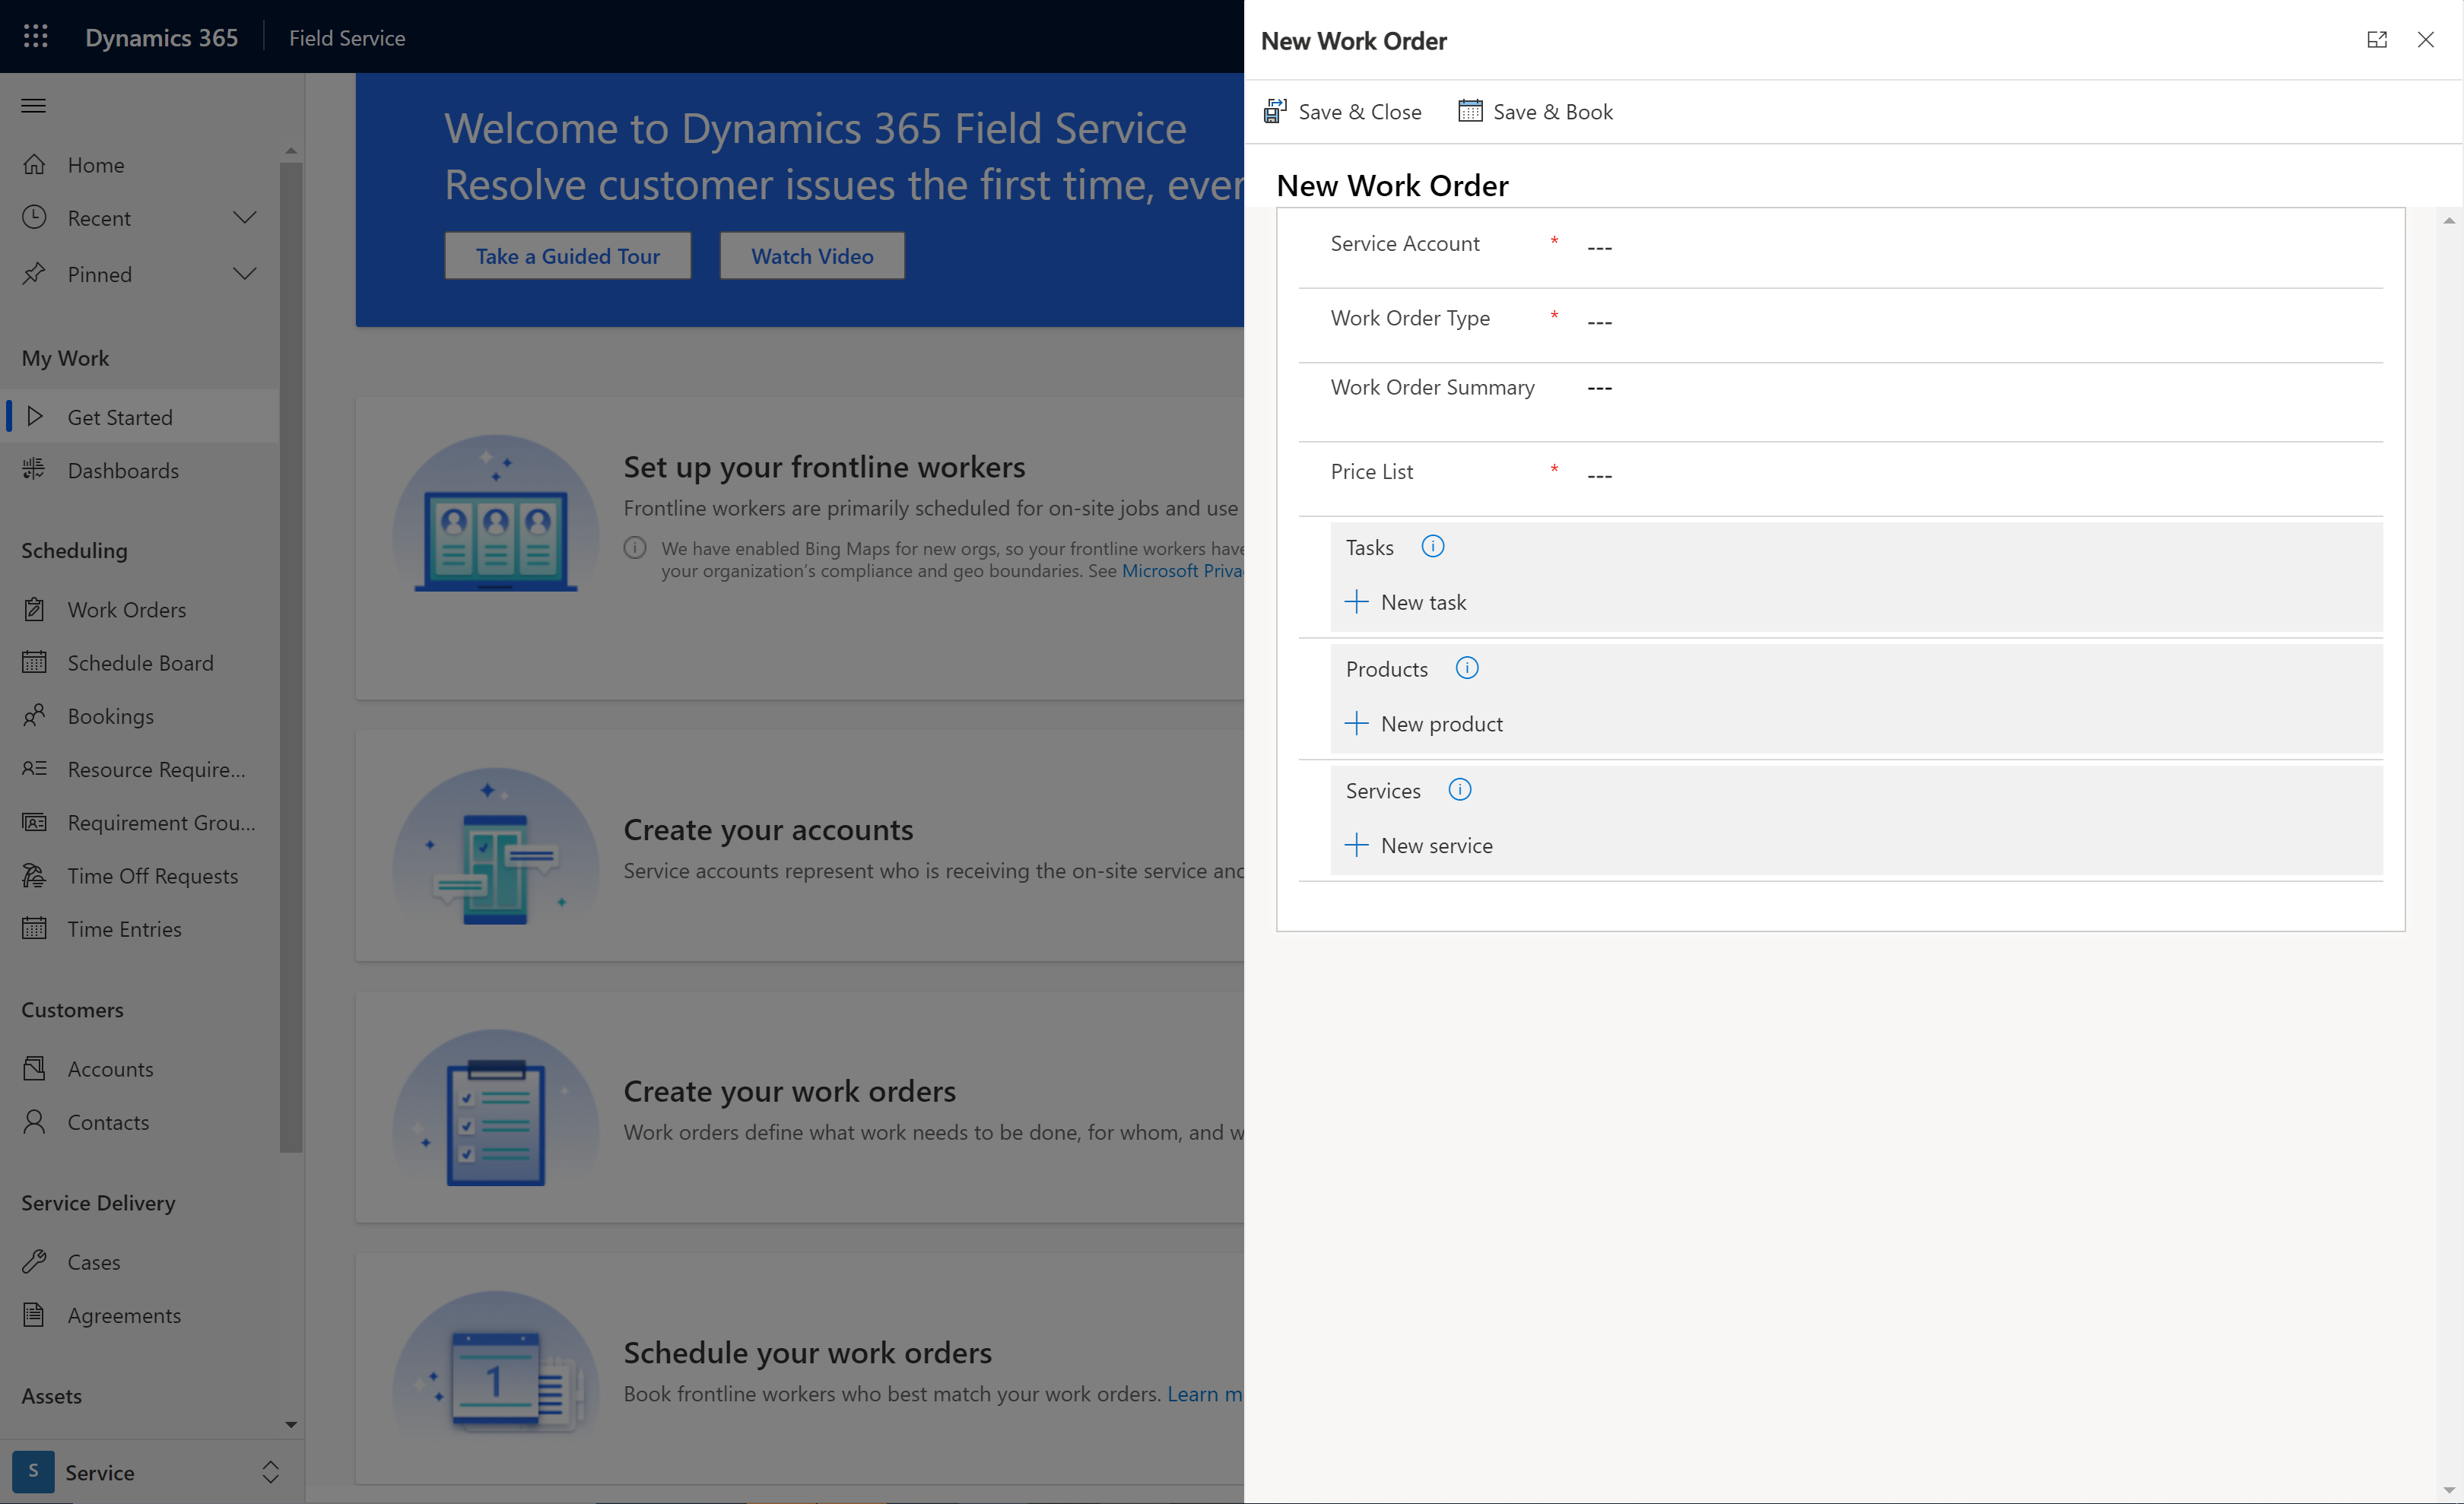 Dynamics 365
Field Service
Home
Recent
Pinned
My Work
Get Started
Dashboards
Scheduling
Work Orders
Schedule Board
Bookings
Resource Require...
Requirement Grou...
Time Off Requests
Time Entries
Customers
Accounts
Contacts
Service Delivery
Cases
Agreements
Assets
S
Service
Welcome to Dynamics 365 Field Service
Resolve customer issues the first time, ever
Take a Guided Tour
Watch Video
Set up your frontline workers
Frontline workers are primarily scheduled for on-site jobs and use
We have enabled Bing Maps for new orgs, so your frontline workers have
your organization's compliance and geo boundaries. See Microsoft Priva
Create your accounts
Service accounts represent who is receiving the on-site service and
Create your work orders
Work orders define what work needs to be done, for whom, and w
1
Schedule your work orders
Book frontline workers who best match your work orders. Learn m
New Work Order
Save & Close
Save & Book
New Work Order
Service Account * ---
Work Order Type * ---
Work Order Summary ---
Price List * ---
Tasks
New task
Products
New product
Services
New service